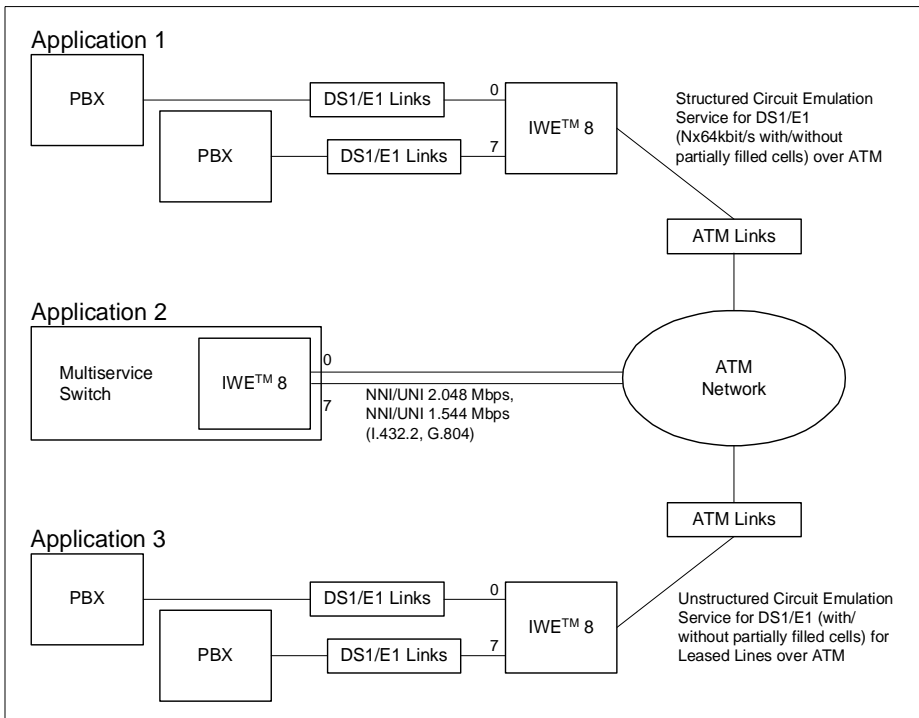 Application 1
PBX
DS1/E1 Links
0
IWE™ 8
PBX
DS1/E1 Links
7
Structured Circuit Emulation
Service for DS1/E1
(Nx64kbit/s with/without
partially filled cells) over ATM
ATM Links
Application 2
Multiservice
Switch
IWE™ 8
0
7
NNI/UNI 2.048 Mbps,
NNI/UNI 1.544 Mbps
(I.432.2, G.804)
ATM
Network
ATM Links
Application 3
PBX
DS1/E1 Links
0
IWE™ 8
PBX
DS1/E1 Links
7
Unstructured Circuit Emulation
Service for DS1/E1 (with/
without partially filled cells) for
Leased Lines over ATM